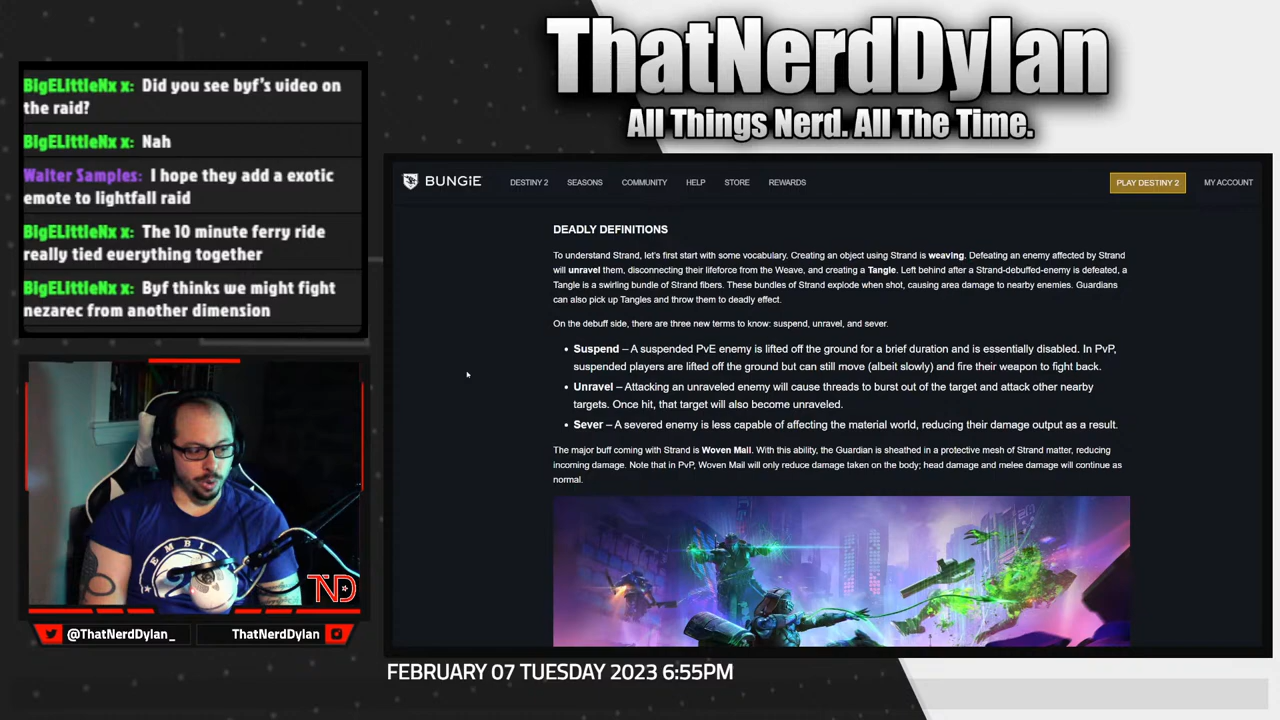 ThatNerdDylan
All Things Nerd. All The Time.
BigELIttleNx x: Did you see byf's video on
the raid?
BigELIttleNx x: Nah
Walter Samples: I hope they add a exotic
emote to lightfall raid
BigELIttleNx x: The 10 minute ferry ride
really tied everything together
BigELIttleNx x: Byf thinks we might fight
nezarec from another dimension
BUNGiE
DESTINY 2 SEASONS COMMUNITY HELP STORE REWARDS
PLAY DESTINY 2
MY ACCOUNT
DEADLY DEFINITIONS
To understand Strand, let's first start with some vocabulary. Creating an object using Strand is weaving. Defeating an enemy affected by Strand
will unravel them, disconnecting their lifeforce from the Weave, and creating a Tangle. Left behind after a Strand-debuffed-enemy is defeated, a
Tangle is a swirling bundle of Strand fibers. These bundles of Strand explode when shot, causing area damage to nearby enemies. Guardians
can also pick up Tangles and throw them to deadly effect.
On the debuff side, there are three new terms to know: suspend, unravel, and sever.
• Suspend – A suspended PvE enemy is lifted off the ground for a brief duration and is essentially disabled. In PvP,
suspended players are lifted off the ground but can still move (albeit slowly) and fire their weapon to fight back.
• Unravel – Attacking an unraveled enemy will cause threads to burst out of the target and attack other nearby
targets. Once hit, that target will also become unraveled.
• Sever – A severed enemy is less capable of affecting the material world, reducing their damage output as a result.
The major buff coming with Strand is Woven Mail. With this ability, the Guardian is sheathed in a protective mesh of Strand matter, reducing
incoming damage. Note that in PvP, Woven Mail will only reduce damage taken on the body; head damage and melee damage will continue as
normal.
TND
@ThatNerdDylan_
ThatNerdDylan
FEBRUARY 07 TUESDAY 2023 6:55PM